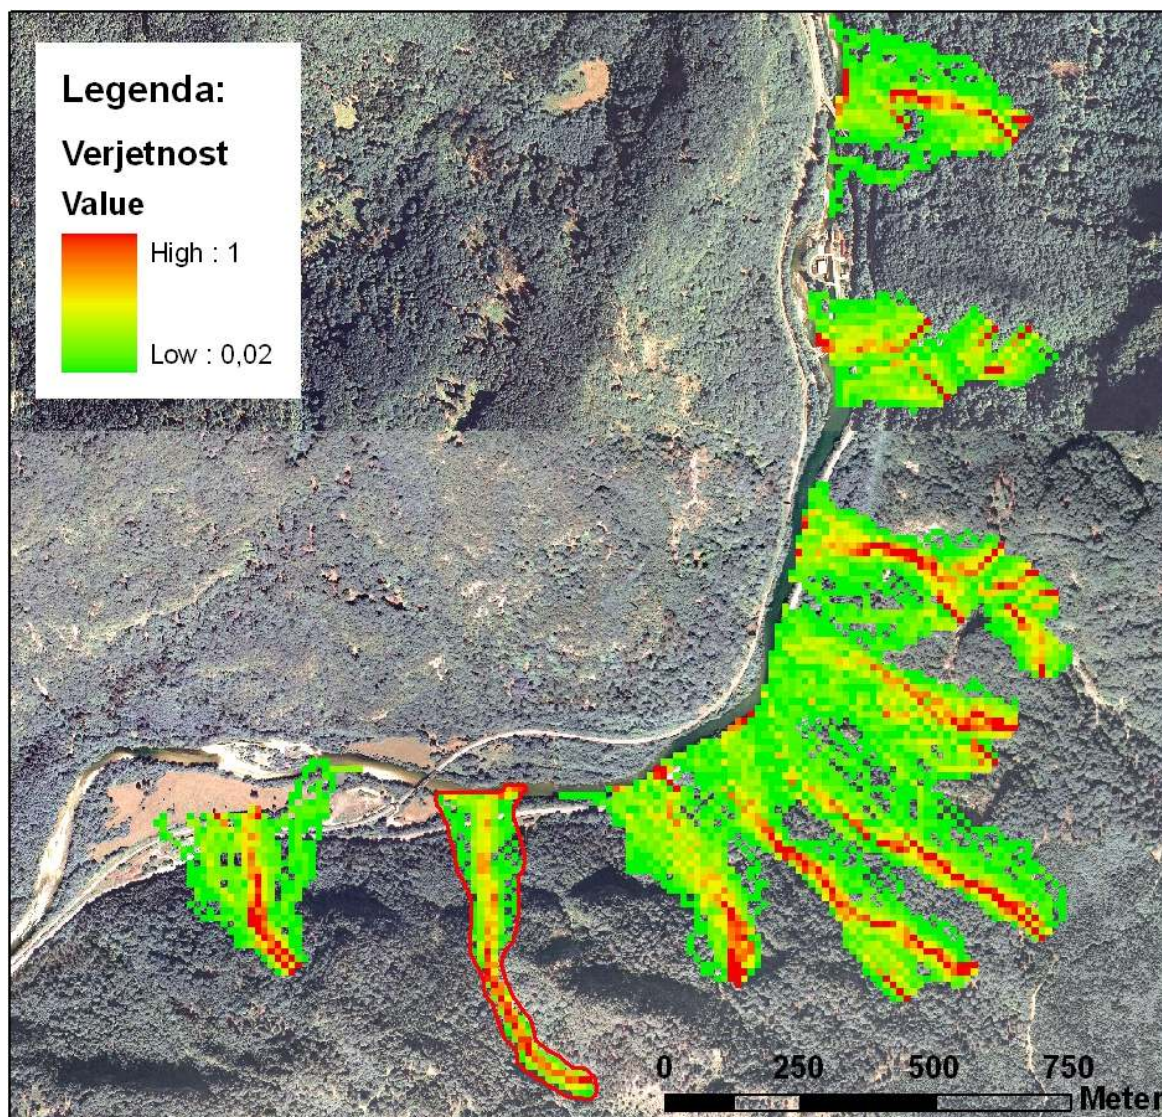 Legenda:
Verjetnost
Value
High : 1
Low : 0,02
0 250 500 750
Meter